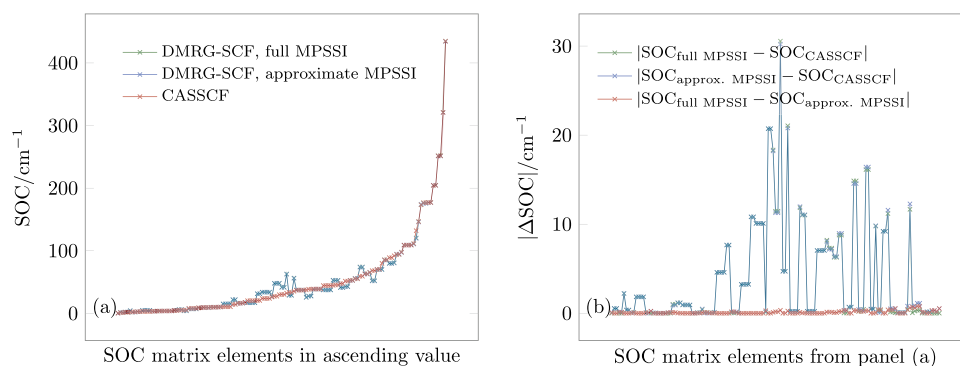 SOC/cm⁻¹
400
300
200
100
0
DMRG-SCF, full MPSSI
DMRG-SCF, approximate MPSSI
CASSCF
(a)
SOC matrix elements in ascending value
|ΔSOC|/cm⁻¹
30
20
10
0
|SOC_full MPSSI − SOC_CASSCF|
|SOC_approx. MPSSI − SOC_CASSCF|
|SOC_full MPSSI − SOC_approx. MPSSI|
(b)
SOC matrix elements from panel (a)